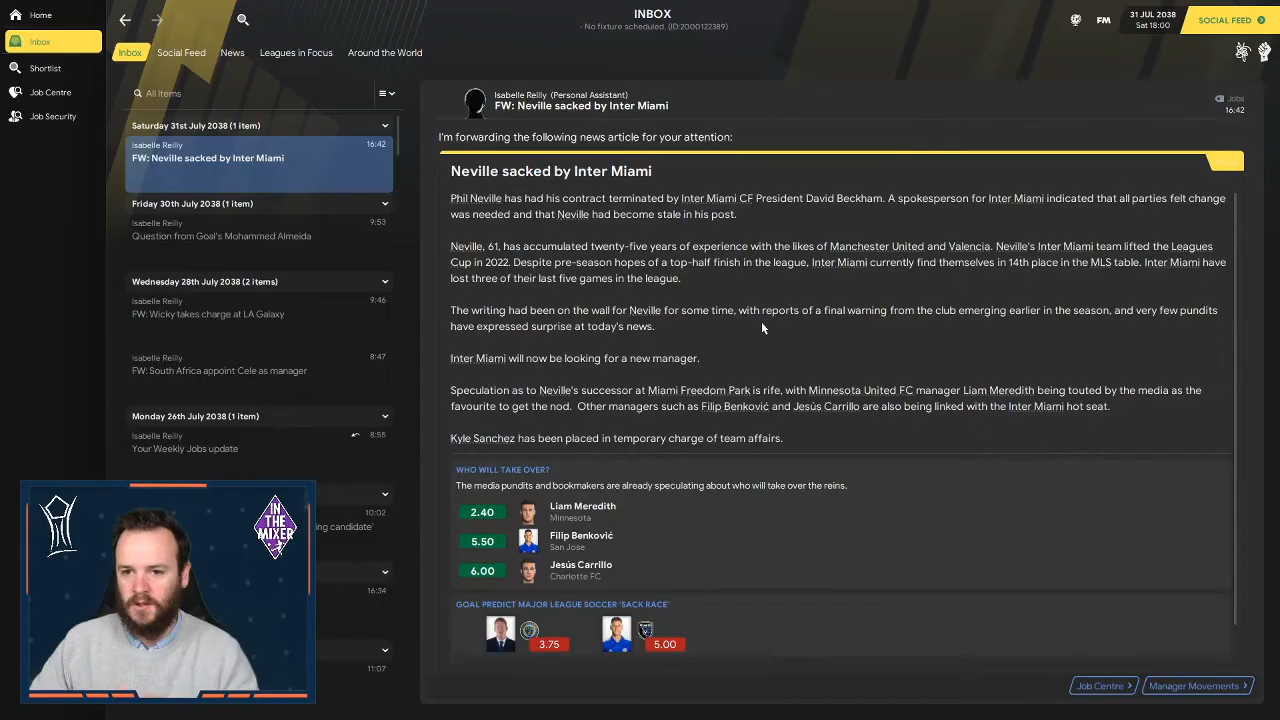 Home
INBOX
- No fixture scheduled. (ID:2000122389)
FM
31 JUL 2038
Sat 18:00
SOCIAL FEED
Inbox
Shortlist
Job Centre
Job Security
Inbox
Social Feed
News
Leagues in Focus
Around the World
All Items
Saturday 31st July 2038 (1 item)
Isabelle Reilly
16:42
FW: Neville sacked by Inter Miami
Friday 30th July 2038 (1 item)
Isabelle Reilly
9:53
Question from Goal's Mohammed Almeida
Wednesday 28th July 2038 (2 items)
Isabelle Reilly
9:46
FW: Wicky takes charge at LA Galaxy
Isabelle Reilly
8:47
FW: South Africa appoint Cele as manager
Monday 26th July 2038 (1 item)
Isabelle Reilly
8:55
Your Weekly Jobs update
10:02
ing candidate'
16:34
11:07
IN
THE
MIXER
Isabelle Reilly (Personal Assistant)
FW: Neville sacked by Inter Miami
Jobs
16:42
I'm forwarding the following news article for your attention:
Neville sacked by Inter Miami
Phil Neville has had his contract terminated by Inter Miami CF President David Beckham. A spokesperson for Inter Miami indicated that all parties felt change
was needed and that Neville had become stale in his post.
Neville, 61, has accumulated twenty-five years of experience with the likes of Manchester United and Valencia. Neville's Inter Miami team lifted the Leagues
Cup in 2022. Despite pre-season hopes of a top-half finish in the league, Inter Miami currently find themselves in 14th place in the MLS table. Inter Miami have
lost three of their last five games in the league.
The writing had been on the wall for Neville for some time, with reports of a final warning from the club emerging earlier in the season, and very few pundits
have expressed surprise at today's news.
Inter Miami will now be looking for a new manager.
Speculation as to Neville's successor at Miami Freedom Park is rife, with Minnesota United FC manager Liam Meredith being touted by the media as the
favourite to get the nod. Other managers such as Filip Benković and Jesús Carrillo are also being linked with the Inter Miami hot seat.
Kyle Sanchez has been placed in temporary charge of team affairs.
WHO WILL TAKE OVER?
The media pundits and bookmakers are already speculating about who will take over the reins.
2.40
Liam Meredith
Minnesota
5.50
Filip Benković
San Jose
6.00
Jesús Carrillo
Charlotte FC
GOAL PREDICT MAJOR LEAGUE SOCCER 'SACK RACE'
3.75
5.00
Job Centre
Manager Movements